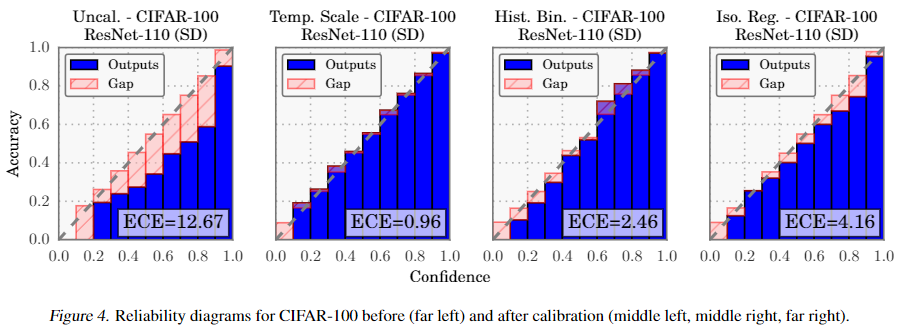 Uncal. - CIFAR-100
ResNet-110 (SD)
Temp. Scale - CIFAR-100
ResNet-110 (SD)
Hist. Bin. - CIFAR-100
ResNet-110 (SD)
Iso. Reg. - CIFAR-100
ResNet-110 (SD)
Accuracy
1.0
0.8
0.6
0.4
0.2
0.0
Outputs
Gap
ECE=12.67
0.0 0.2 0.4 0.6 0.8 1.0
Outputs
Gap
ECE=0.96
0.0 0.2 0.4 0.6 0.8 1.0
Outputs
Gap
ECE=2.46
0.0 0.2 0.4 0.6 0.8 1.0
Outputs
Gap
ECE=4.16
0.0 0.2 0.4 0.6 0.8 1.0
Confidence
Figure 4. Reliability diagrams for CIFAR-100 before (far left) and after calibration (middle left, middle right, far right).